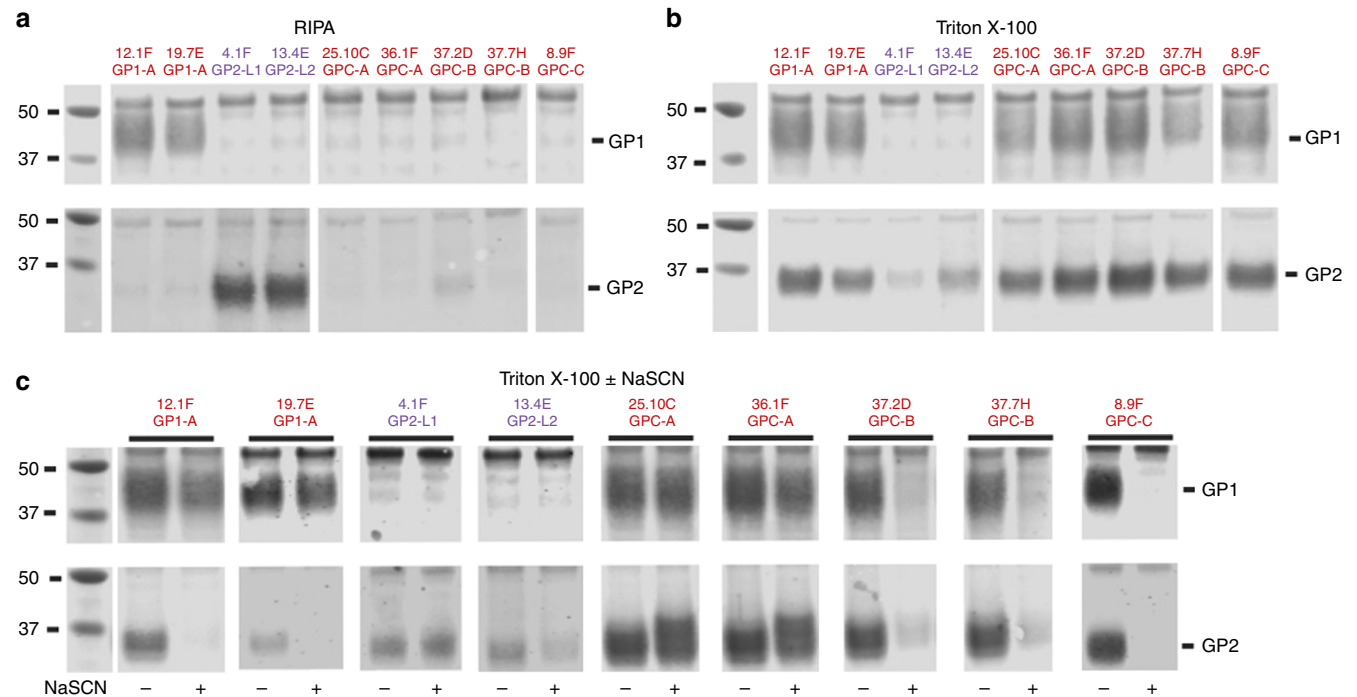 a
RIPA
12.1F 19.7E 4.1F 13.4E 25.10C 36.1F 37.2D 37.7H 8.9F
GP1-A GP1-A GP2-L1 GP2-L2 GPC-A GPC-A GPC-B GPC-B GPC-C
50
37
GP1
50
37
GP2
b
Triton X-100
12.1F 19.7E 4.1F 13.4E 25.10C 36.1F 37.2D 37.7H 8.9F
GP1-A GP1-A GP2-L1 GP2-L2 GPC-A GPC-A GPC-B GPC-B GPC-C
50
37
GP1
50
37
GP2
c
Triton X-100 ± NaSCN
12.1F 19.7E 4.1F 13.4E 25.10C 36.1F 37.2D 37.7H 8.9F
GP1-A GP1-A GP2-L1 GP2-L2 GPC-A GPC-A GPC-B GPC-B GPC-C
50
37
GP1
50
37
GP2
NaSCN – + – + – + – + – + – + – + – + – +